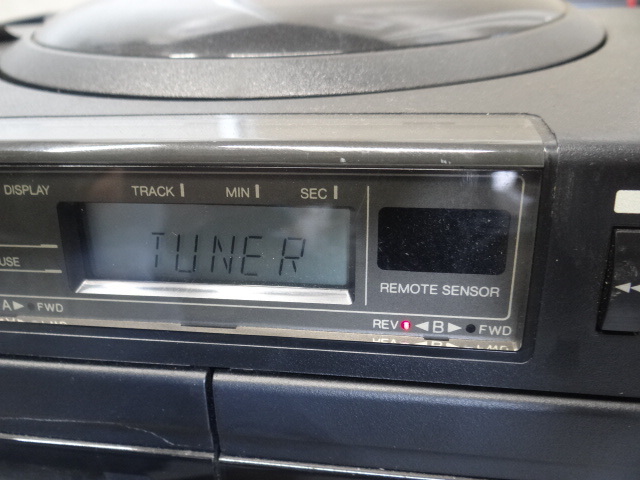 DISPLAY
TRACK MIN SEC
TUNER
USE
REMOTE SENSOR
A▶ FWD
REV ◀B▶ FWD